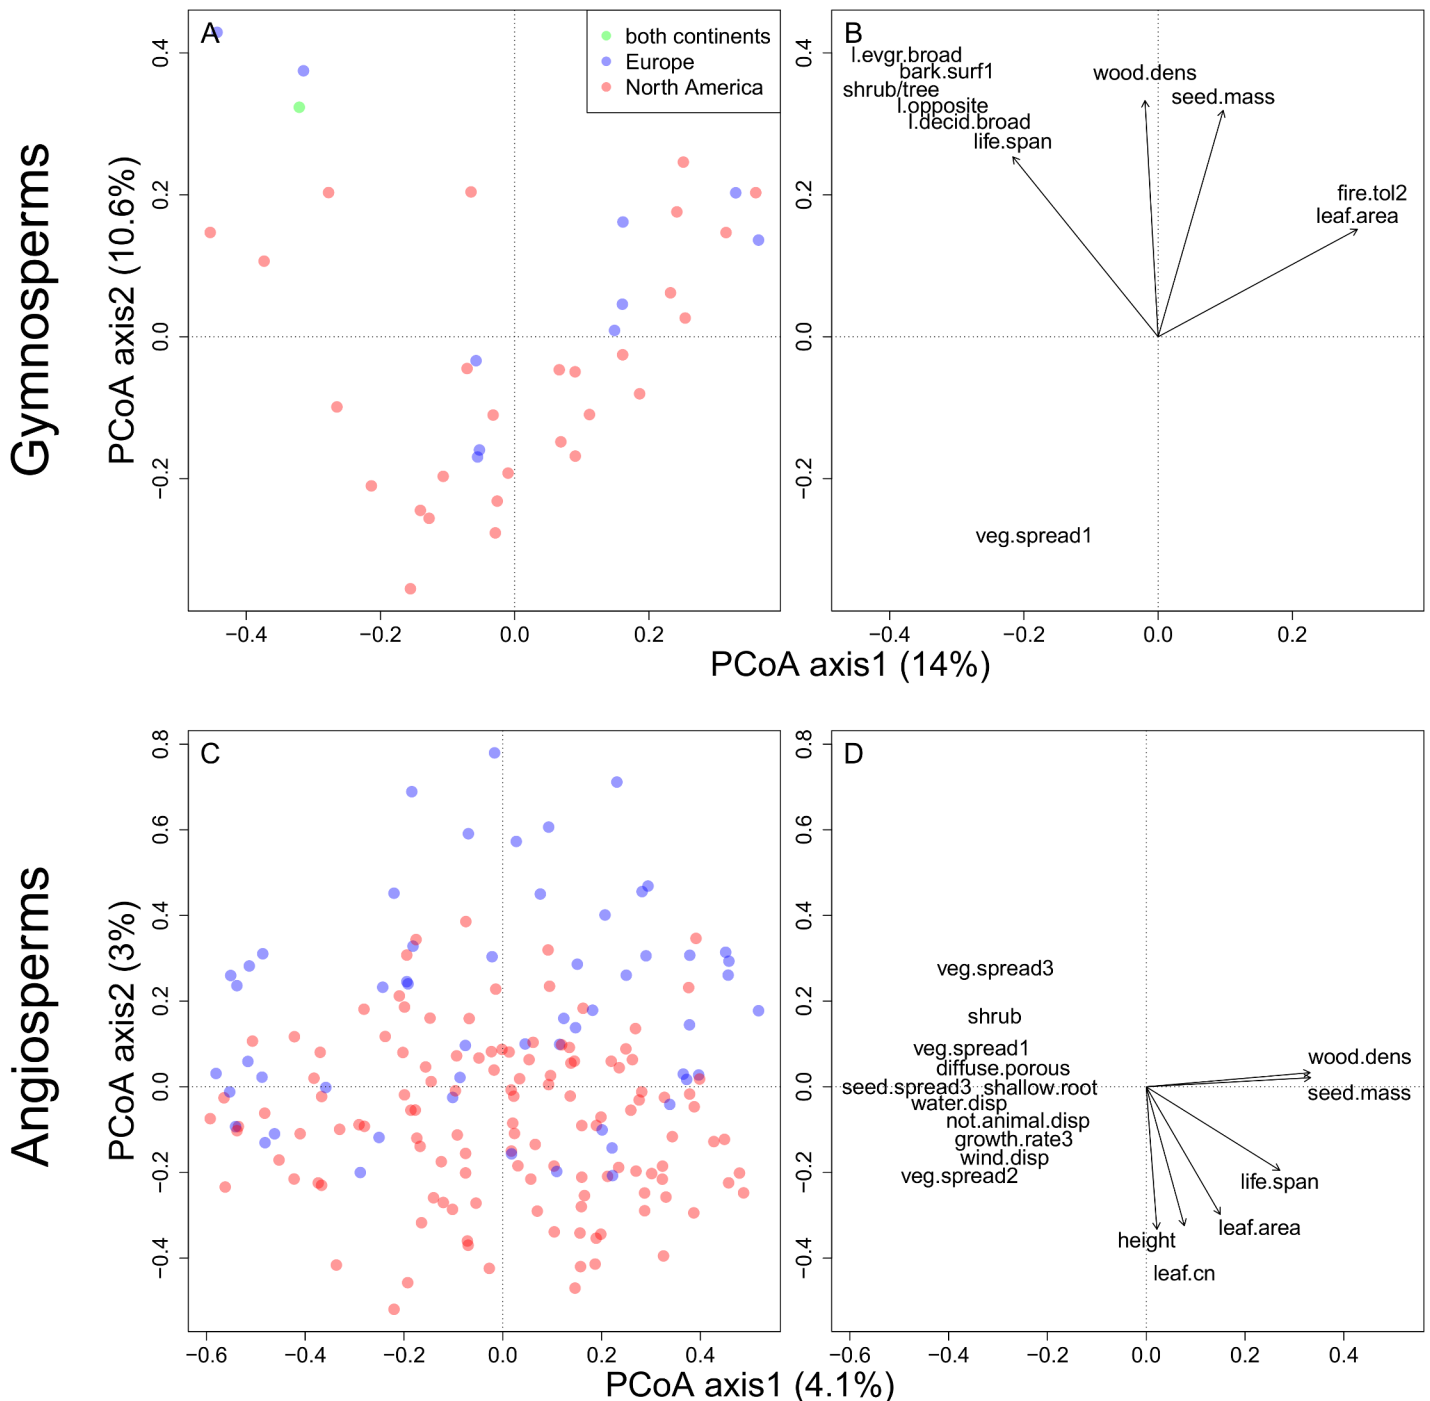 A
both continents
Europe
North America
Gymnosperms
PCoA axis2 (10.6%)
0.4
0.2
0.0
−0.2
−0.4
−0.2
0.0
0.2
B
l.evgr.broad
bark.surf1
shrub/tree
l.opposite
l.decid.broad
life.span
wood.dens
seed.mass
fire.tol2
leaf.area
veg.spread1
0.4
0.2
0.0
−0.2
−0.4
−0.2
0.0
0.2
PCoA axis1 (14%)
C
Angiosperms
PCoA axis2 (3%)
0.8
0.6
0.4
0.2
0.0
−0.2
−0.4
−0.6
−0.4
−0.2
0.0
0.2
0.4
D
veg.spread3
shrub
veg.spread1
diffuse.porous
seed.spread3
shallow.root
water.disp
not.animal.disp
growth.rate3
wind.disp
veg.spread2
wood.dens
seed.mass
life.span
leaf.area
height
leaf.cn
0.8
0.6
0.4
0.2
0.0
−0.2
−0.4
−0.6
−0.4
−0.2
0.0
0.2
0.4
PCoA axis1 (4.1%)